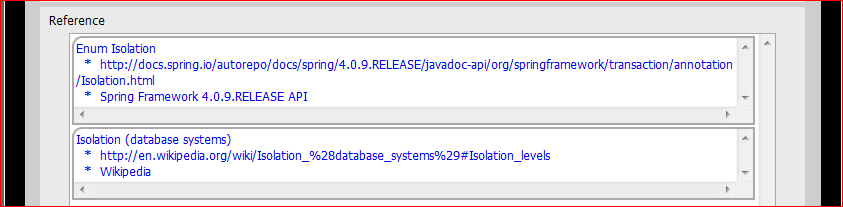 Reference
Enum Isolation
* http://docs.spring.io/autorepo/docs/spring/4.0.9.RELEASE/javadoc-api/org/springframework/transaction/annotation
/Isolation.html
* Spring Framework 4.0.9.RELEASE API
Isolation (database systems)
* http://en.wikipedia.org/wiki/Isolation_%28database_systems%29#Isolation_levels
* Wikipedia